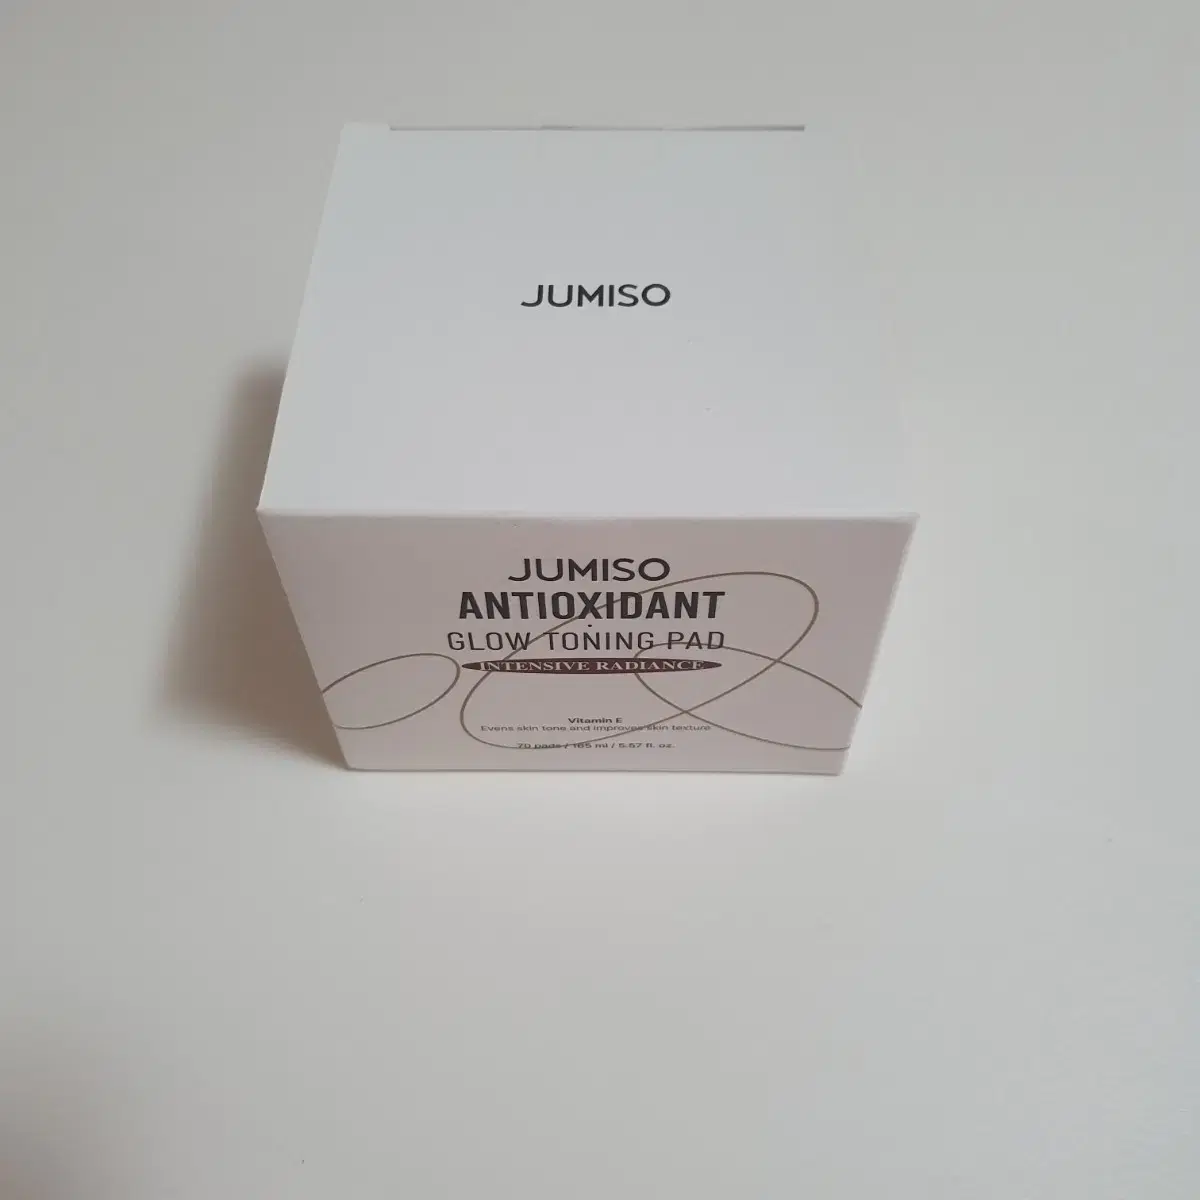 JUMISO
JUMISO
ANTIOXIDANT
GLOW TONING PAD
INTENSIVE RADIANCE
Vitamin E
Evens skin tone and improves skin texture
70 pads / 165 ml / 5.57 fl. oz.